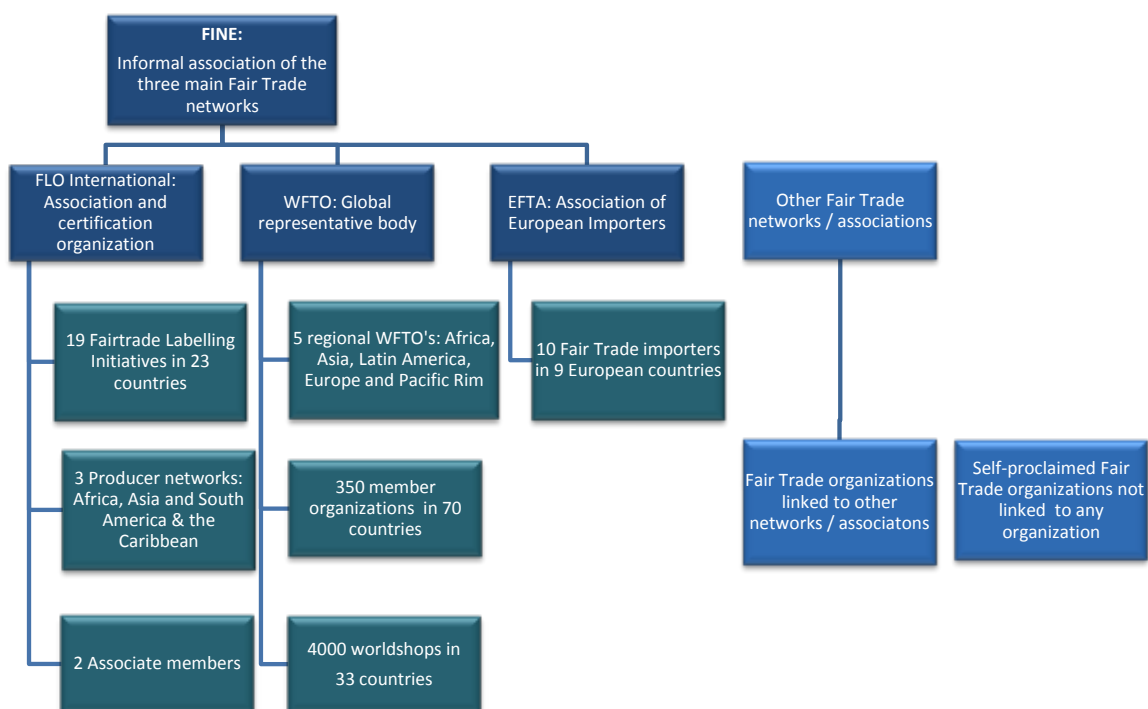 FINE:
Informal association of the
three main Fair Trade
networks
FLO International:
Association and
certification
organization
WFTO: Global
representative body
EFTA: Association of
European Importers
Other Fair Trade
networks / associations
19 Fairtrade Labelling
Initiatives in 23
countries
5 regional WFTO's: Africa,
Asia, Latin America,
Europe and Pacific Rim
10 Fair Trade importers
in 9 European countries
3 Producer networks:
Africa, Asia and South
America & the
Caribbean
350 member
organizations in 70
countries
Fair Trade organizations
linked to other
networks / associatons
Self-proclaimed Fair
Trade organizations not
linked to any
organization
2 Associate members
4000 worldshops in
33 countries